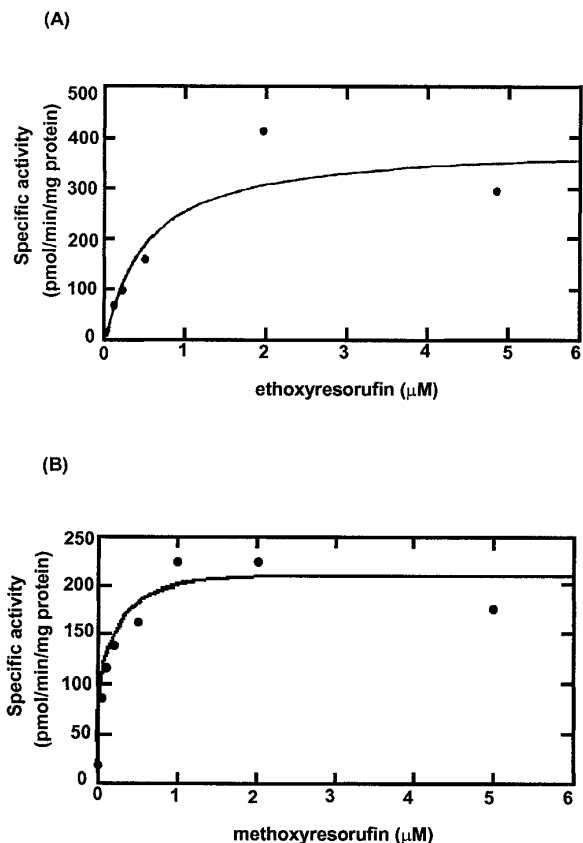 (A)
Specific activity
(pmol/min/mg protein)
500
400
300
200
100
0
0 1 2 3 4 5 6
ethoxyresorufin (μM)
(B)
Specific activity
(pmol/min/mg protein)
250
200
150
100
50
0
0 1 2 3 4 5 6
methoxyresorufin (μM)